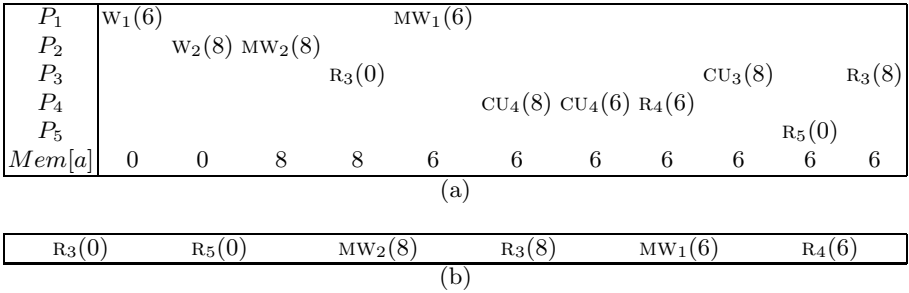 P₁ W₁(6) MW₁(6)
P₂ W₂(8) MW₂(8)
P₃ R₃(0) CU₃(8) R₃(8)
P₄ CU₄(8) CU₄(6) R₄(6)
P₅ R₅(0)
Mem[a] 0 0 8 8 6 6 6 6 6 6 6
(a)
R₃(0) R₅(0) MW₂(8) R₃(8) MW₁(6) R₄(6)
(b)